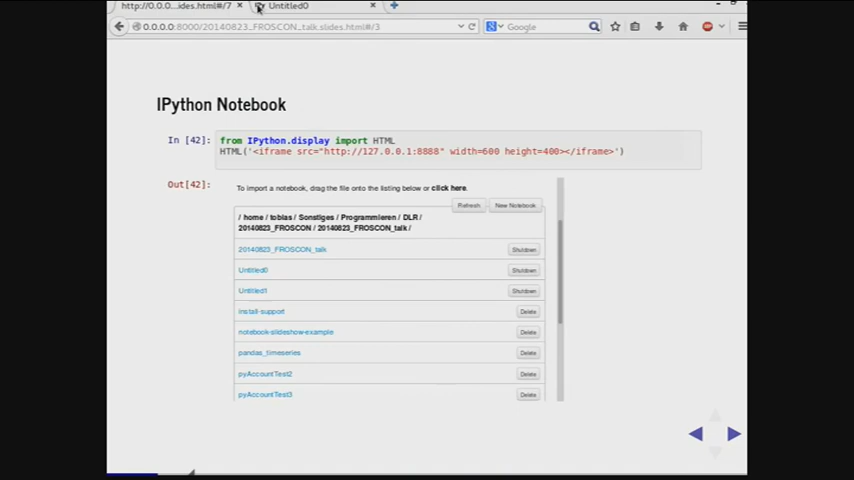 http://0.0.0...ides.html#/7
Untitled0
0.0.0.0:8000/20140823_FROSCON_talk.slides.html#/3
Google
IPython Notebook
In [42]:
from IPython.display import HTML
HTML('<iframe src="http://127.0.0.1:8888" width=600 height=400></iframe>')
Out[42]:
To import a notebook, drag the file onto the listing below or click here.
Refresh
New Notebook
/ home / tobias / Sonstiges / Programmieren / DLR /
20140823_FROSCON / 20140823_FROSCON_talk /
20140823_FROSCON_talk
Shutdown
Untitled0
Shutdown
Untitled1
Shutdown
install-support
Delete
notebook-slideshow-example
Delete
pandas_timeseries
Delete
pyAccountTest2
Delete
pyAccountTest3
Delete